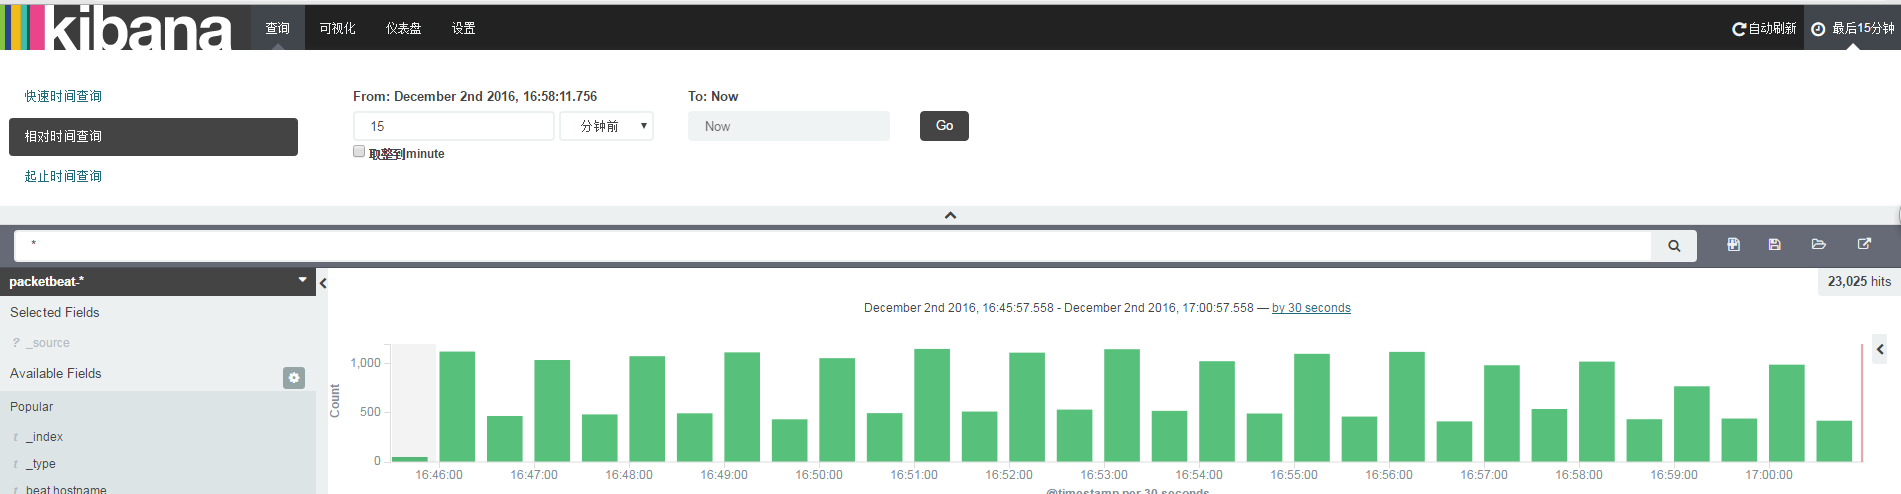 kibana 查询 可视化 仪表盘 设置 自动刷新 最后15分钟
快速时间查询
相对时间查询
起止时间查询
From: December 2nd 2016, 16:58:11.756
To: Now
15 分钟前 Now Go
取整到minute
*
packetbeat-*
23,025 hits
Selected Fields
? _source
Available Fields
Popular
t _index
t _type
t beat.hostname
December 2nd 2016, 16:45:57.558 - December 2nd 2016, 17:00:57.558 — by 30 seconds
Count
1,000
500
0
16:46:00 16:47:00 16:48:00 16:49:00 16:50:00 16:51:00 16:52:00 16:53:00 16:54:00 16:55:00 16:56:00 16:57:00 16:58:00 16:59:00 17:00:00
@timestamp per 30 seconds